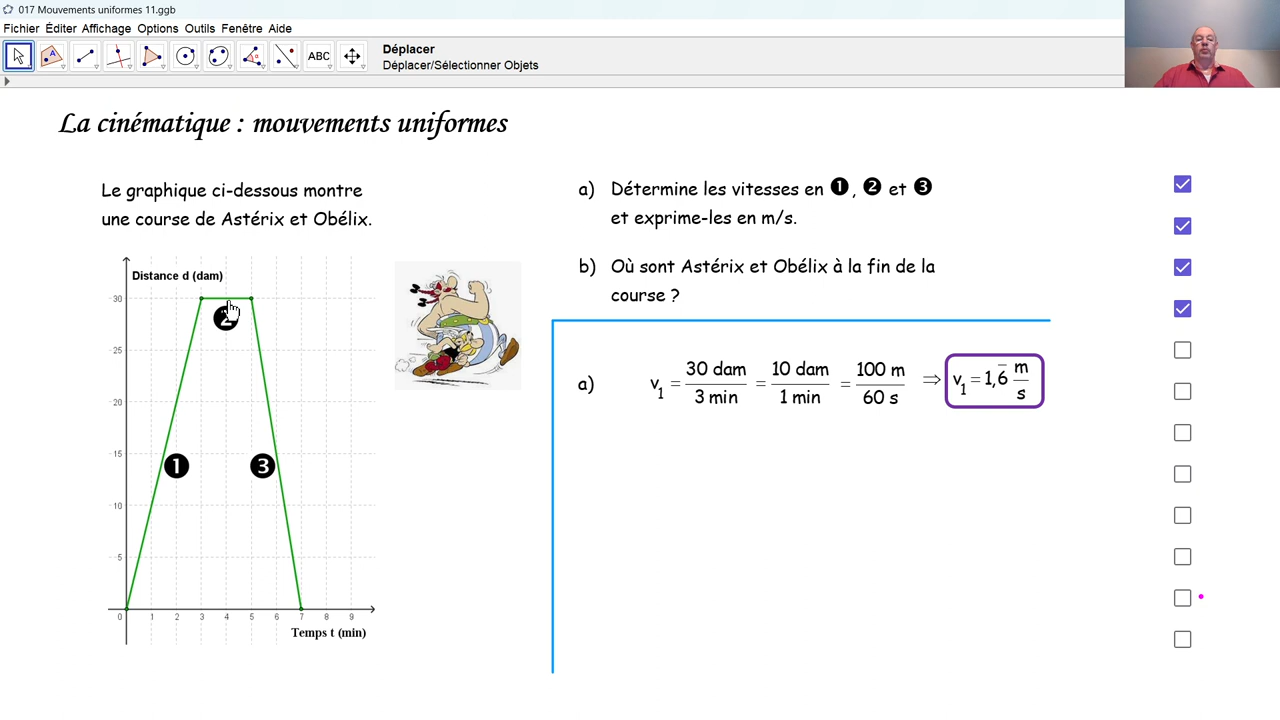 017 Mouvements uniformes 11.ggb
Fichier Éditer Affichage Options Outils Fenêtre Aide
ABC
Déplacer
Déplacer/Sélectionner Objets
La cinématique : mouvements uniformes
Le graphique ci-dessous montre
une course de Astérix et Obélix.
a) Détermine les vitesses en ❶, ❷ et ❸
et exprime-les en m/s.
b) Où sont Astérix et Obélix à la fin de la
course ?
Distance d (dam)
30
25
20
15
10
5
0 1 2 3 4 5 6 7 8 9
Temps t (min)
❷
❶
❸
a) v₁ = 30 dam / 3 min = 10 dam / 1 min = 100 m / 60 s ⇒ v₁ = 1,6̅ m / s